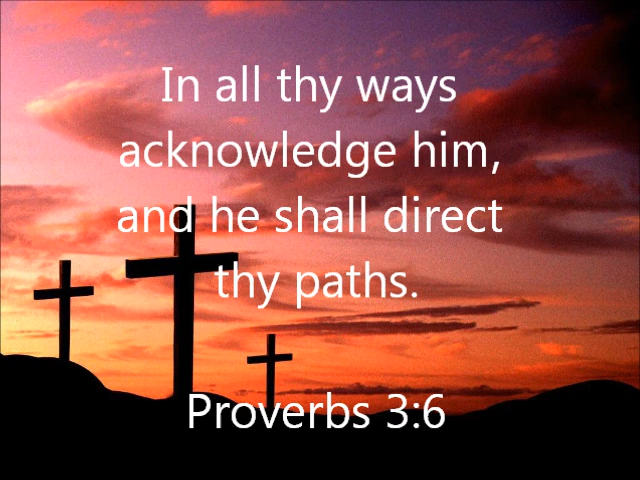 In all thy ways
acknowledge him,
and he shall direct
thy paths.
Proverbs 3:6